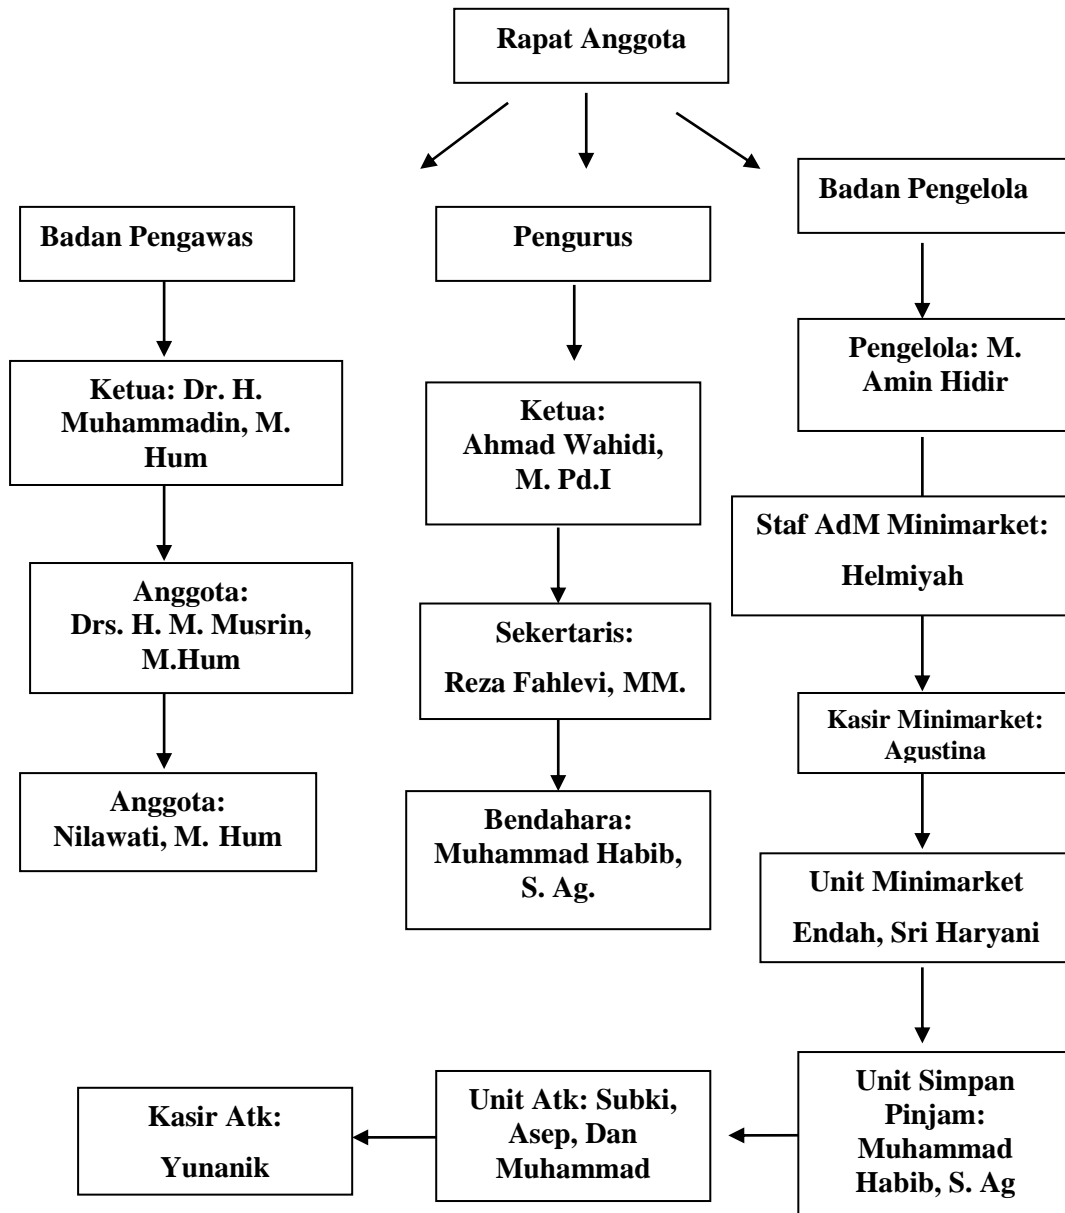 Rapat Anggota
Badan Pengawas
Pengurus
Badan Pengelola
Ketua: Dr. H.
Muhammadin, M.
Hum
Anggota:
Drs. H. M. Musrin,
M.Hum
Anggota:
Nilawati, M. Hum
Ketua:
Ahmad Wahidi,
M. Pd.I
Sekertaris:
Reza Fahlevi, MM.
Bendahara:
Muhammad Habib,
S. Ag.
Pengelola: M.
Amin Hidir
Staf AdM Minimarket:
Helmiyah
Kasir Minimarket:
Agustina
Unit Minimarket
Endah, Sri Haryani
Unit Simpan
Pinjam:
Muhammad
Habib, S. Ag
Unit Atk: Subki,
Asep, Dan
Muhammad
Kasir Atk:
Yunanik